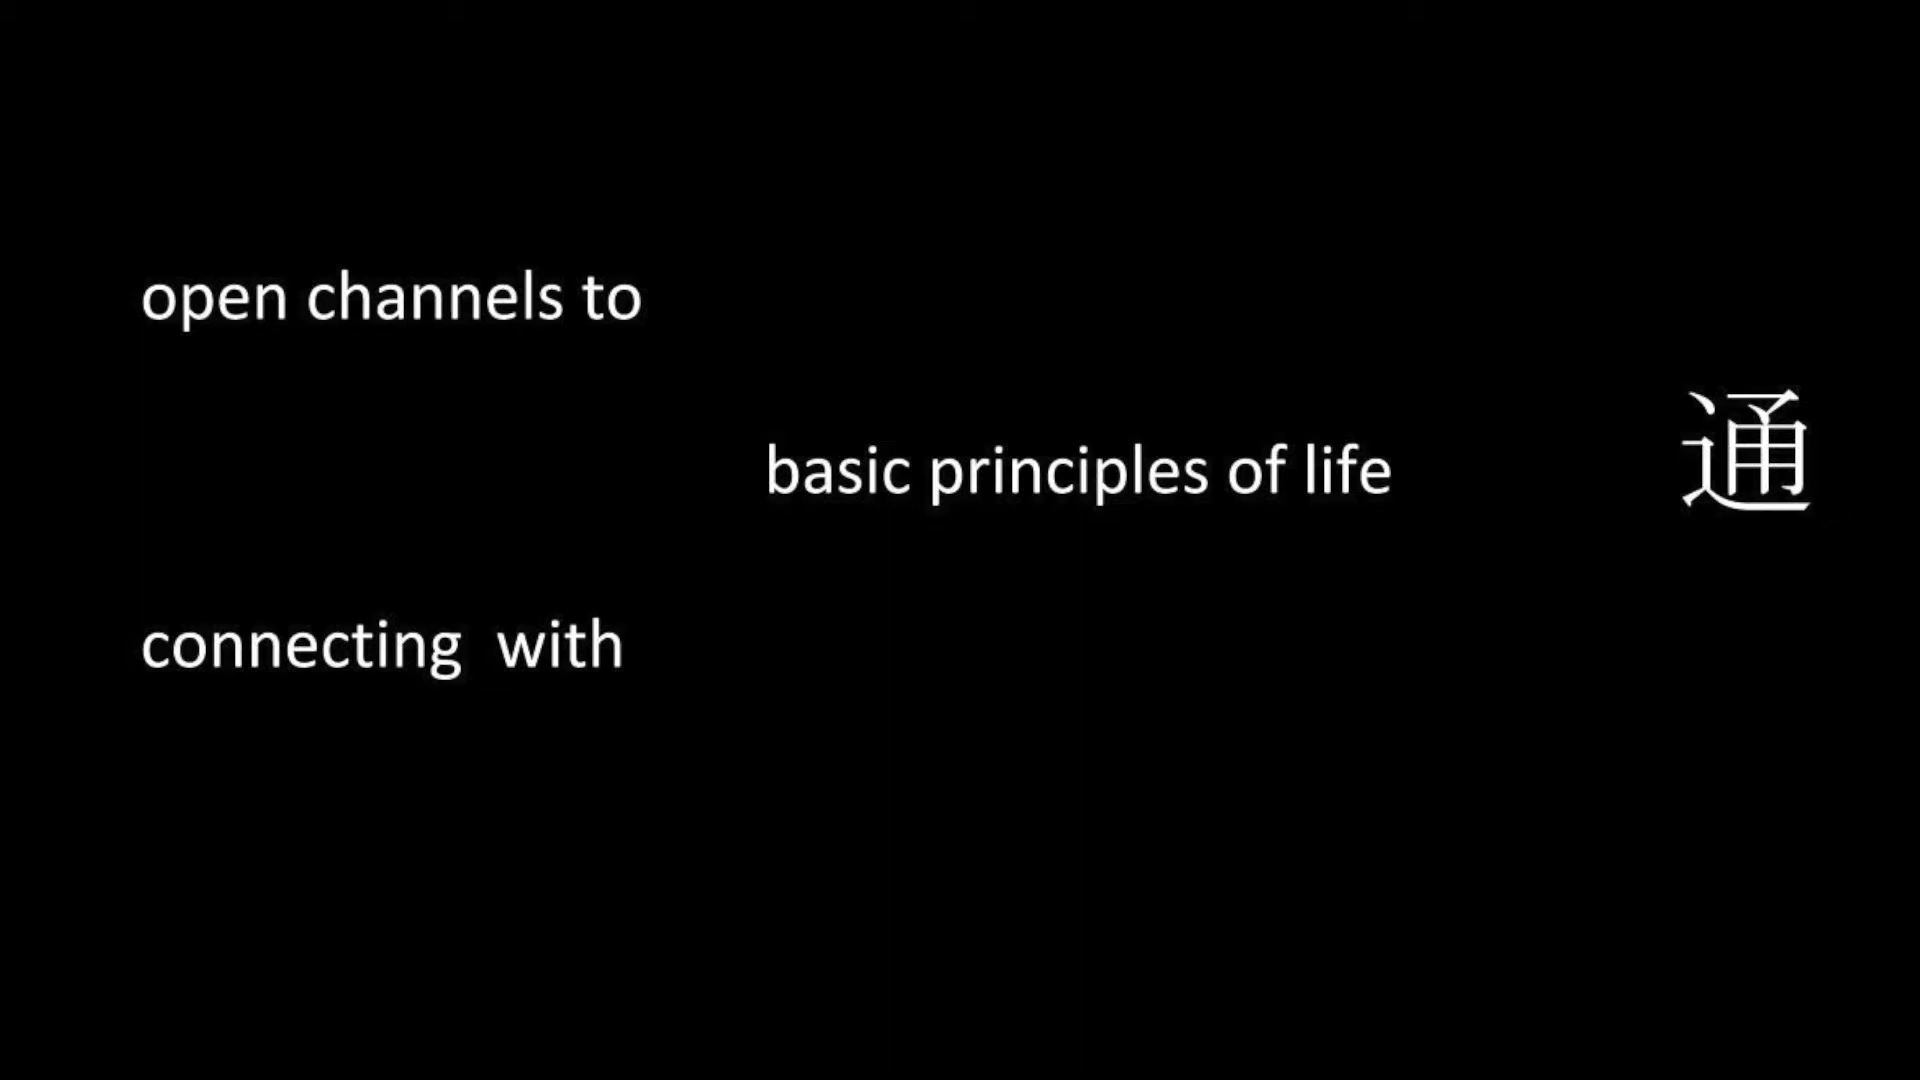 open channels to
basic principles of life
通
connecting  with